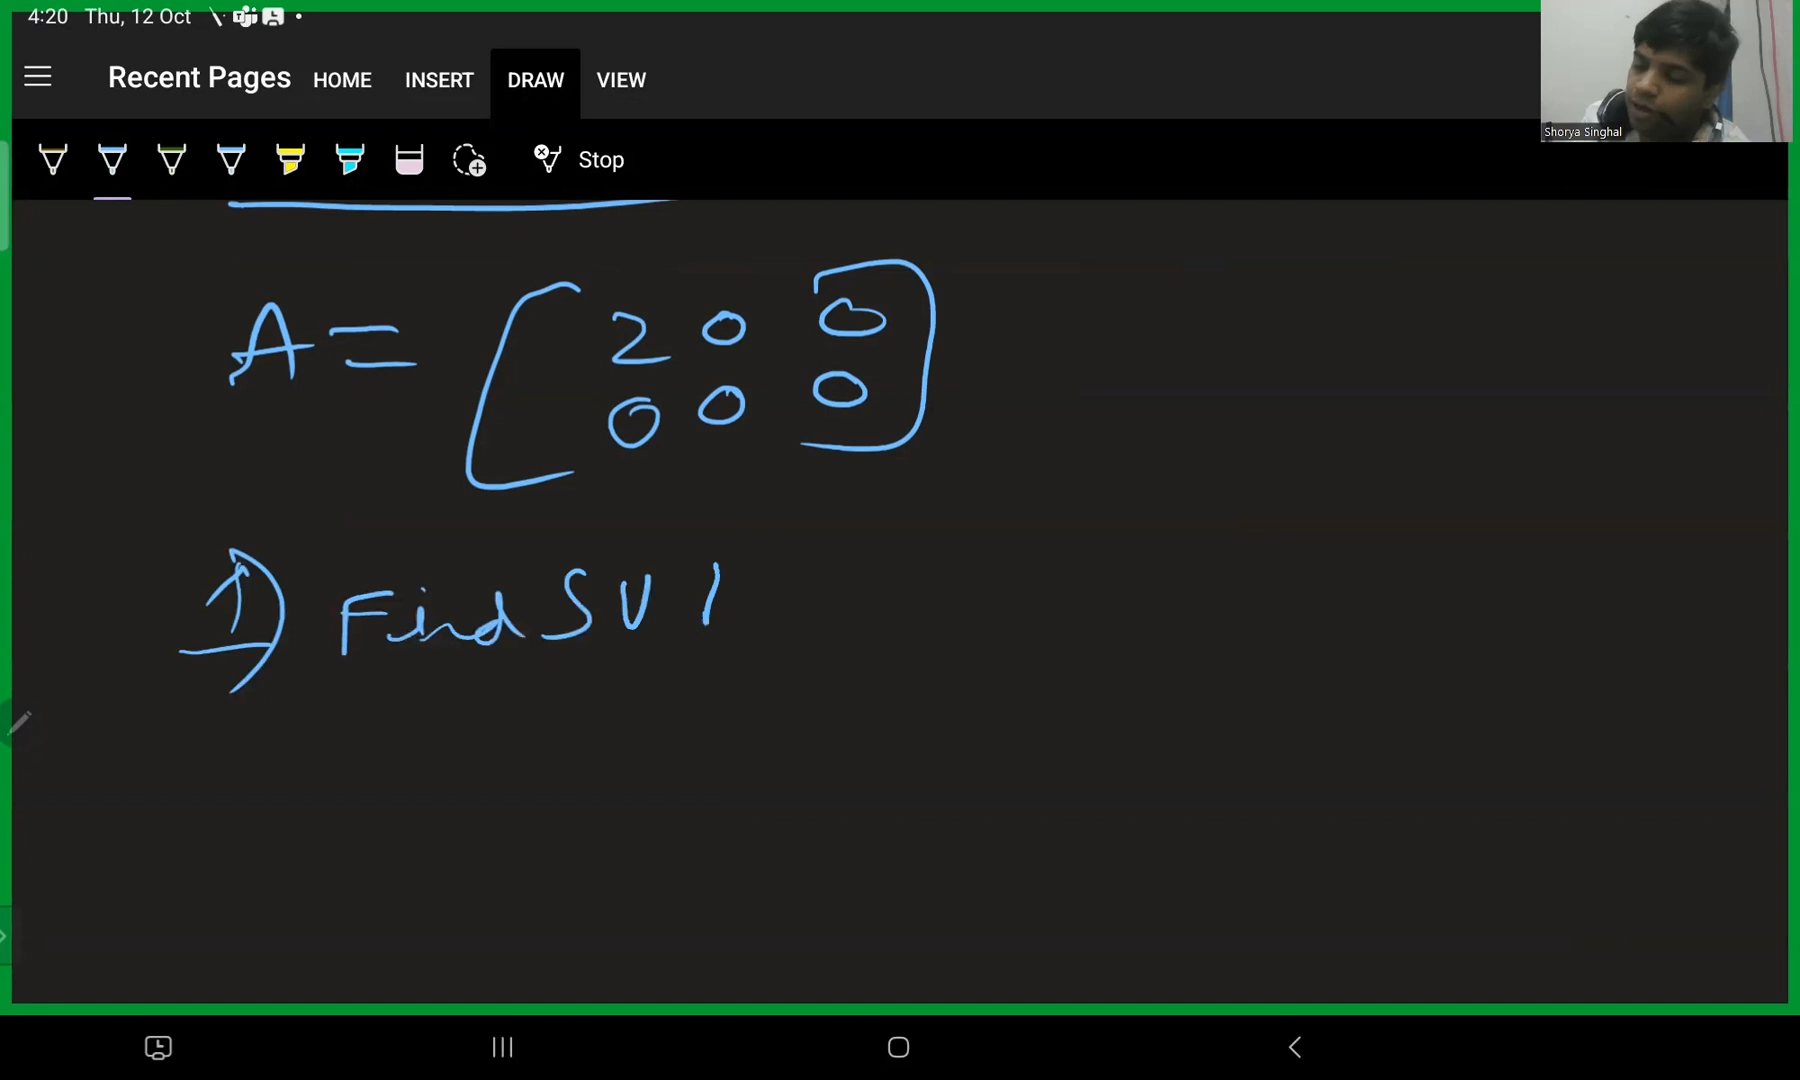 4:20 Thu, 12 Oct
Recent Pages HOME INSERT DRAW VIEW
Shorya Singhal
Stop
A = [ 2 0 0
0 0 0 ]
1) Find SV